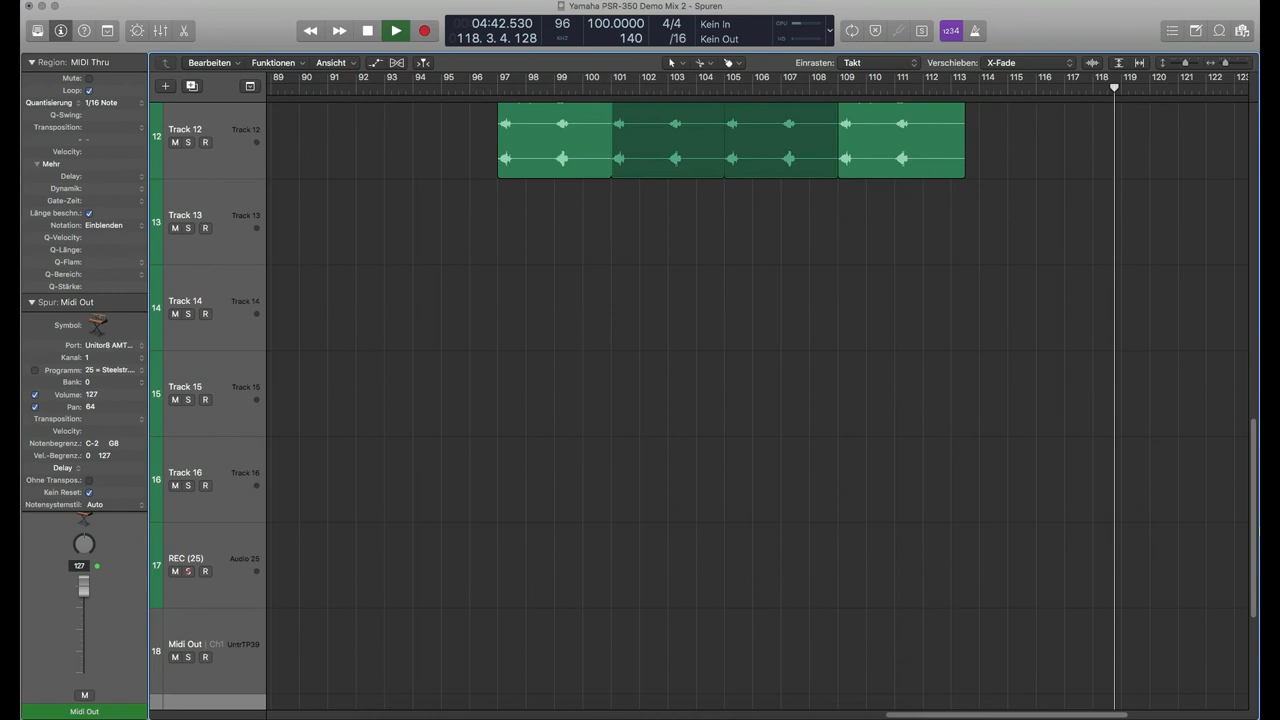 Yamaha PSR-350 Demo Mix 2 - Spuren
04:42.530
118. 3. 4. 128
96
KHZ
100.0000
140
4/4
/16
Kein In
Kein Out
CPU
HD
1234
Region: MIDI Thru
Mute:
Loop:
Quantisierung 1/16 Note
Q-Swing:
Transposition:
Velocity:
Mehr
Delay:
Dynamik:
Gate-Zeit:
Länge beschn.:
Notation: Einblenden
Q-Velocity:
Q-Länge:
Q-Flam:
Q-Bereich:
Q-Stärke:
Spur: Midi Out
Symbol:
Port: Unitor8 AMT...
Kanal: 1
Programm: 25 = Steelstr....
Bank: 0
Volume: 127
Pan: 64
Transposition:
Velocity:
Notenbegrenz.: C-2 G8
Vel.-Begrenz.: 0 127
Delay
Ohne Transpos.:
Kein Reset:
Notensystemstil: Auto
127
M
Midi Out
Bearbeiten Funktionen Ansicht Einrasten: Takt Verschieben: X-Fade
89 90 91 92 93 94 95 96 97 98 99 100 101 102 103 104 105 106 107 108 109 110 111 112 113 114 115 116 117 118 119 120 121 122 123
12 Track 12 Track 12
M S R
13 Track 13 Track 13
M S R
14 Track 14 Track 14
M S R
15 Track 15 Track 15
M S R
16 Track 16 Track 16
M S R
17 REC (25) Audio 25
M S R
18 Midi Out | Ch1 UntrTP39
M S R